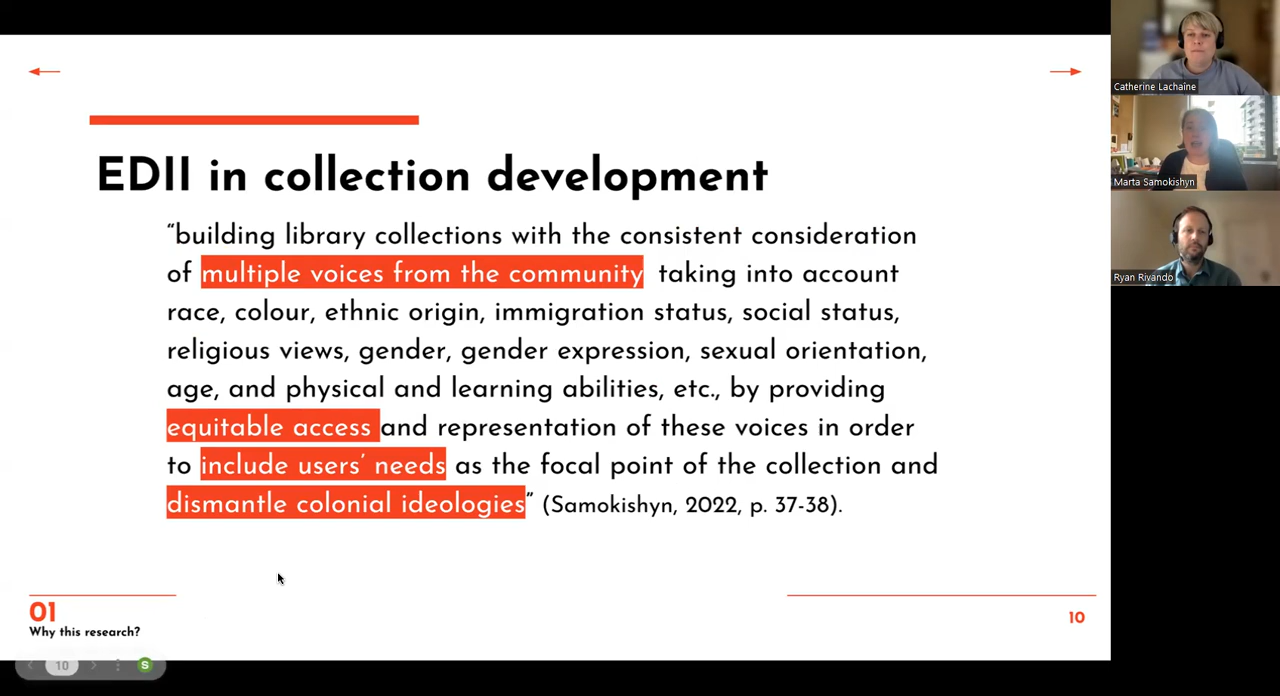 EDII in collection development
“building library collections with the consistent consideration
of multiple voices from the community taking into account
race, colour, ethnic origin, immigration status, social status,
religious views, gender, gender expression, sexual orientation,
age, and physical and learning abilities, etc., by providing
equitable access and representation of these voices in order
to include users’ needs as the focal point of the collection and
dismantle colonial ideologies” (Samokishyn, 2022, p. 37-38).
01
Why this research?
10
10
S
Catherine Lachaîne
Marta Samokishyn
Ryan Rivando